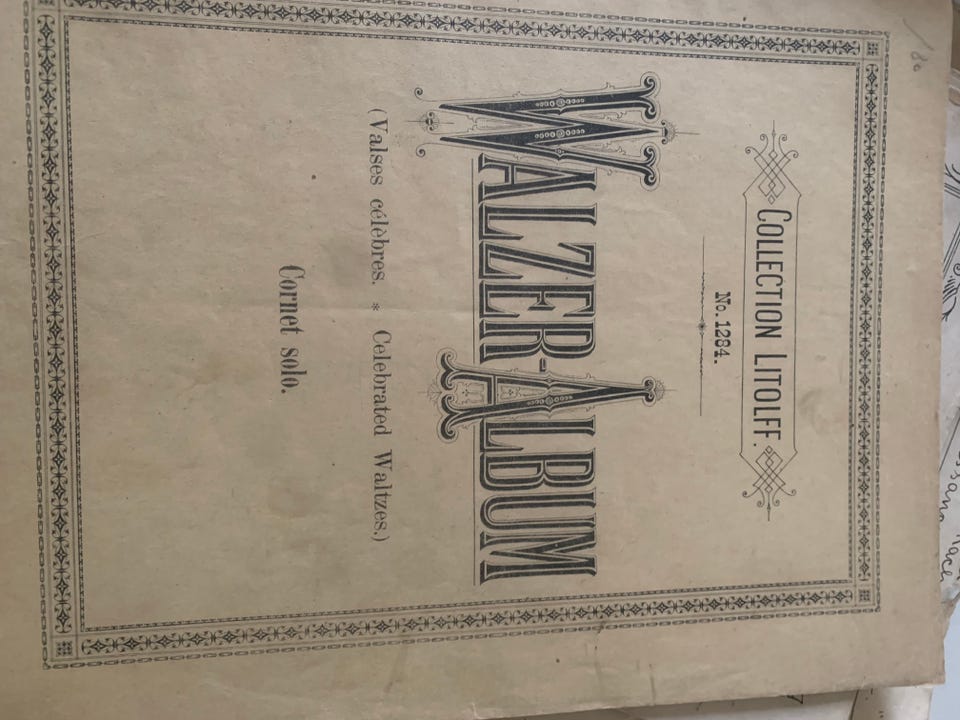 COLLECTION LITOLFF.
No. 1284.
WALZER-ALBUM
(Valses célèbres. * Celebrated Waltzes.)
Cornet solo.